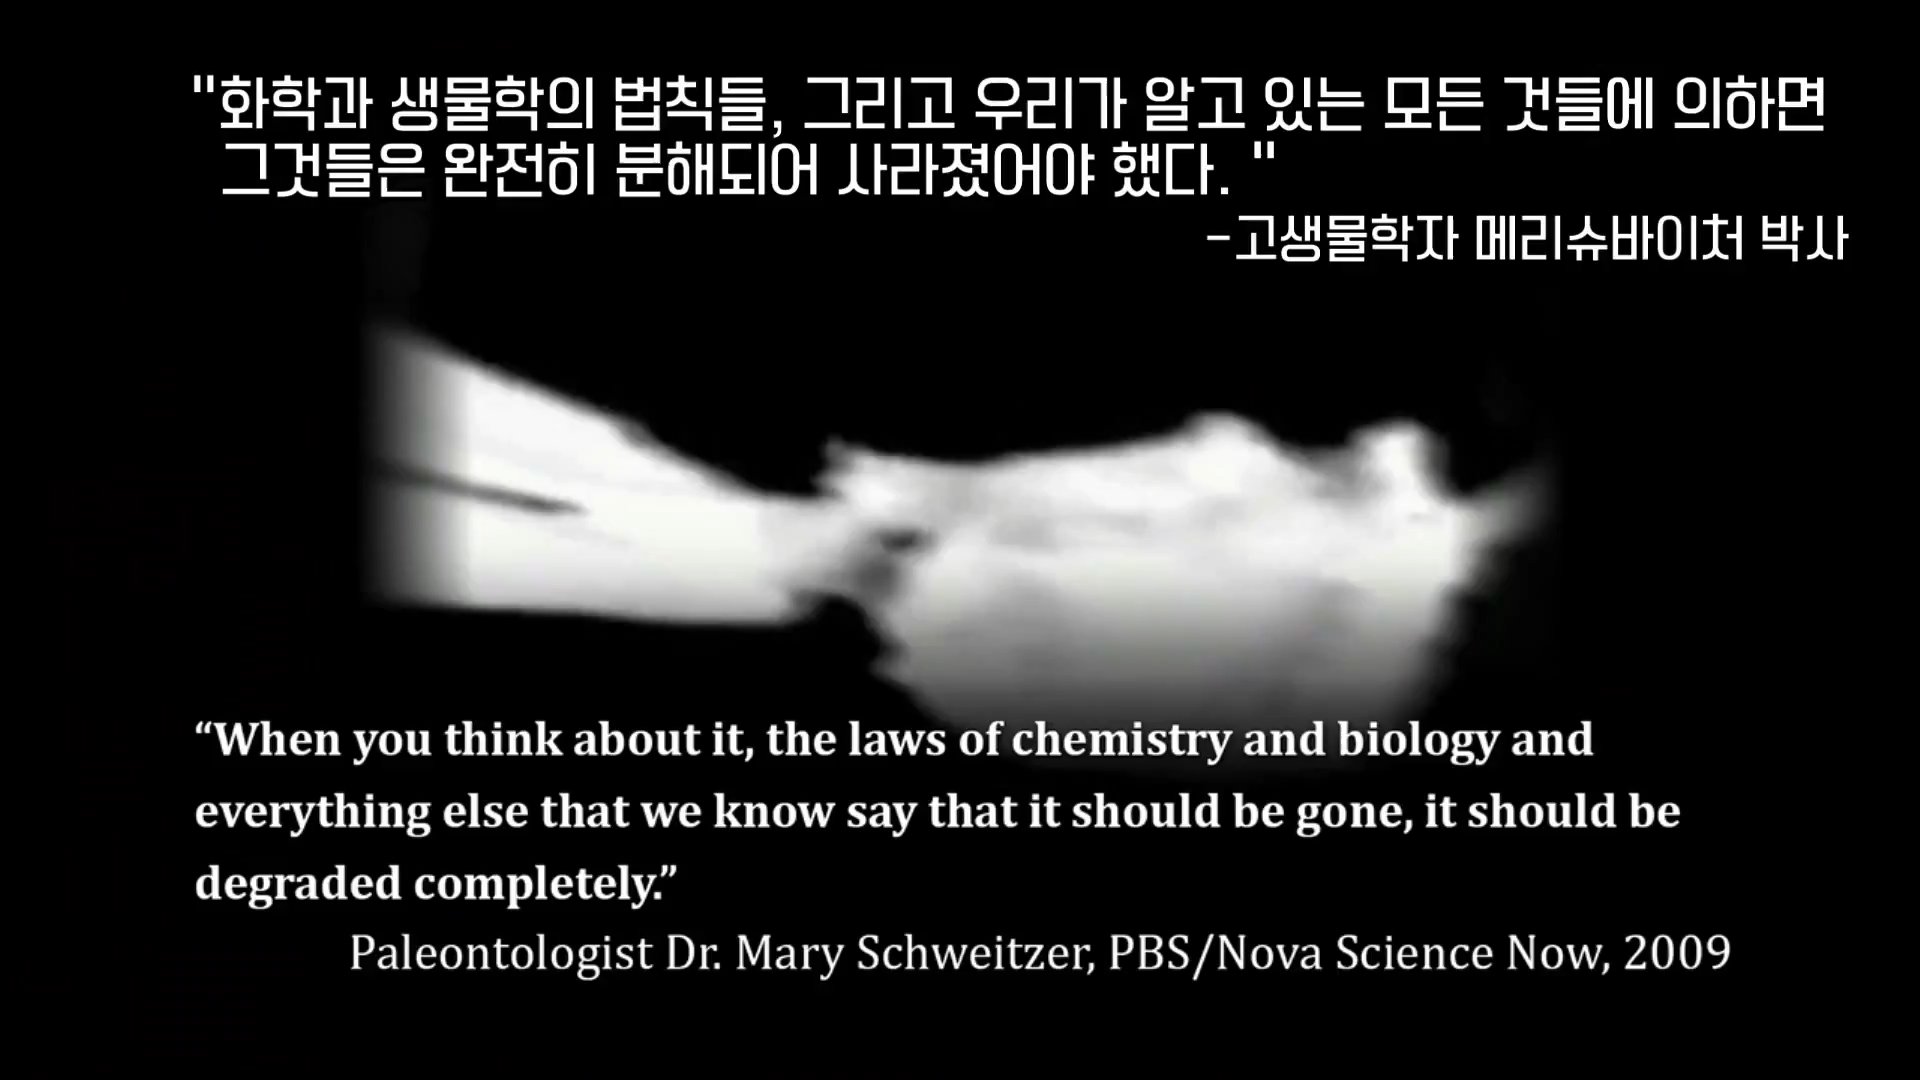 "화학과 생물학의 법칙들, 그리고 우리가 알고 있는 모든 것들에 의하면
그것들은 완전히 분해되어 사라졌어야 했다. "
-고생물학자 메리슈바이처 박사
“When you think about it, the laws of chemistry and biology and
everything else that we know say that it should be gone, it should be
degraded completely.”
Paleontologist Dr. Mary Schweitzer, PBS/Nova Science Now, 2009